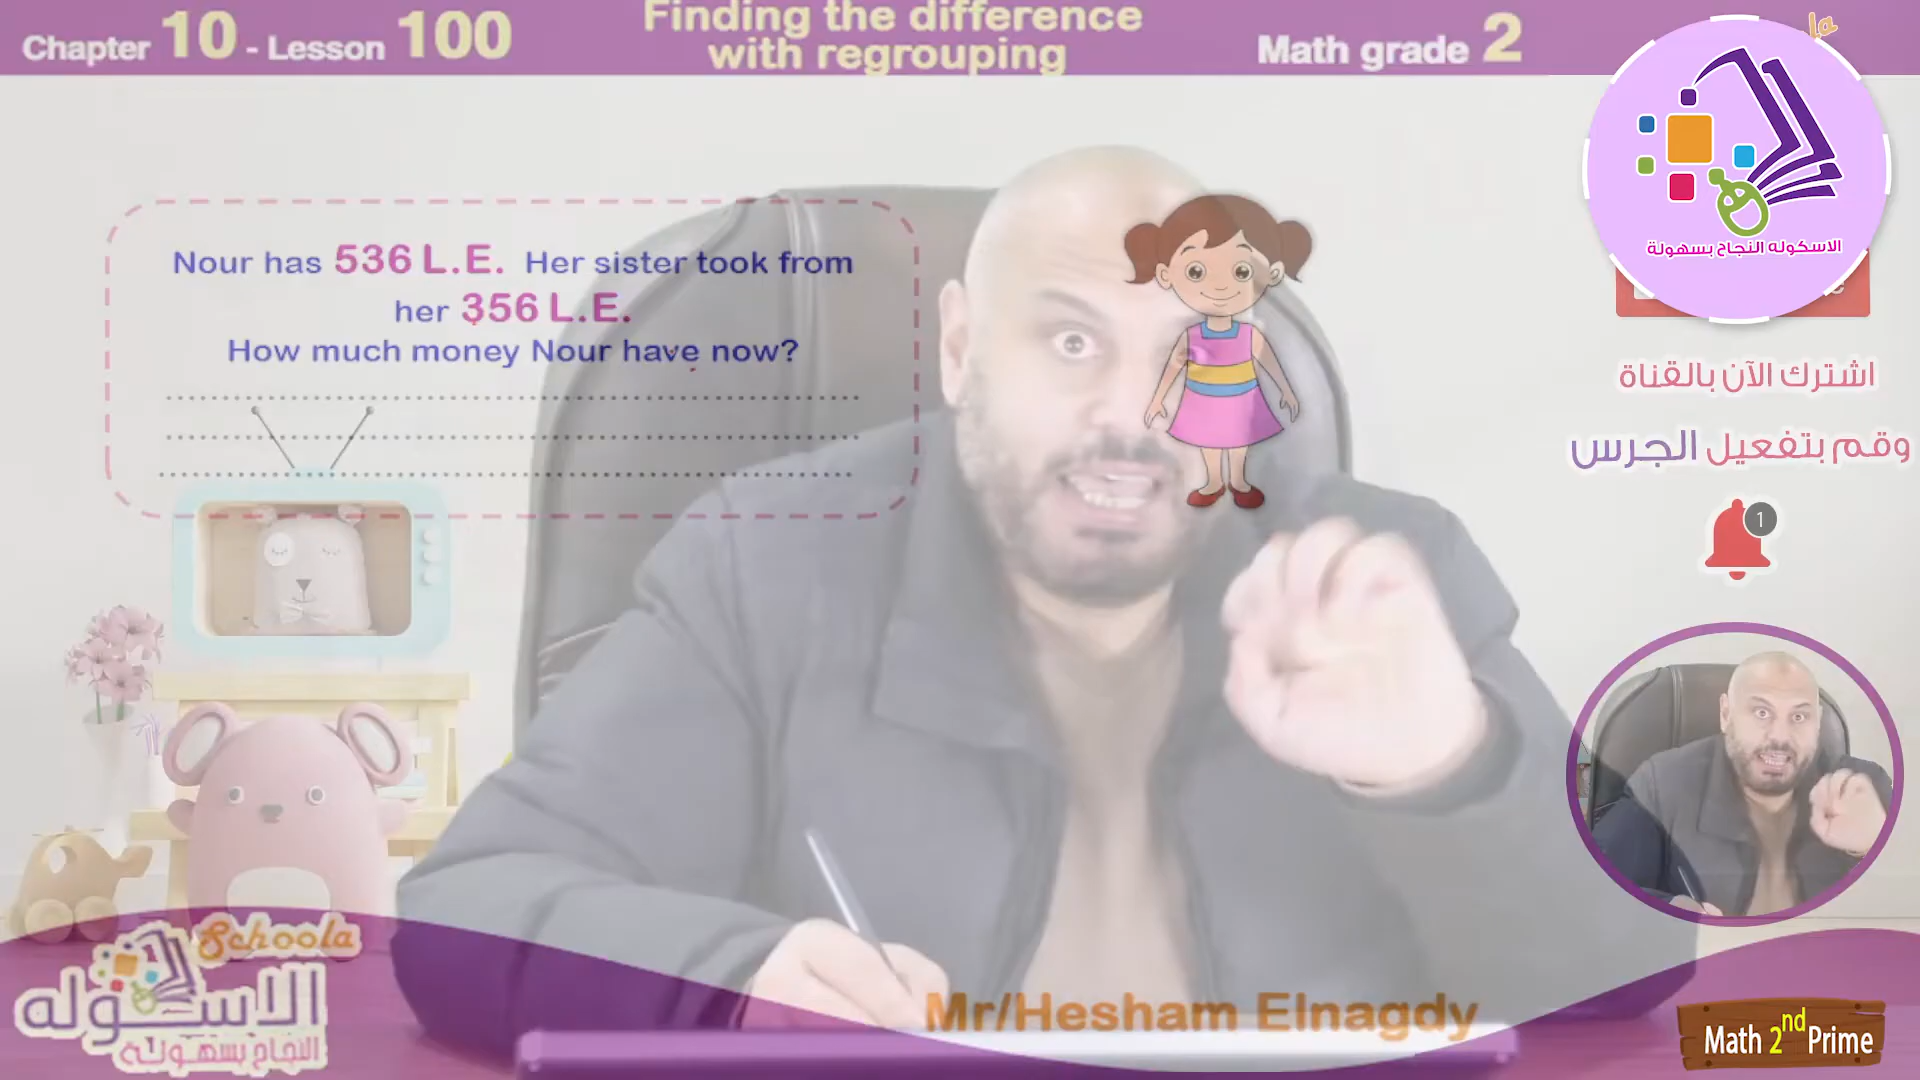 Chapter 10 - Lesson 100
Finding the difference
with regrouping
Math grade 2
la
الاسكوله النجاح بسهولة
Nour has 536 L.E. Her sister took from
her 356 L.E.
How much money Nour have now?
اشترك الآن بالقناة
وقم بتفعيل الجرس
1
Schoola
الاسكوله
النجاح بسهولة
Mr/Hesham Elnagdy
Math 2nd Prime